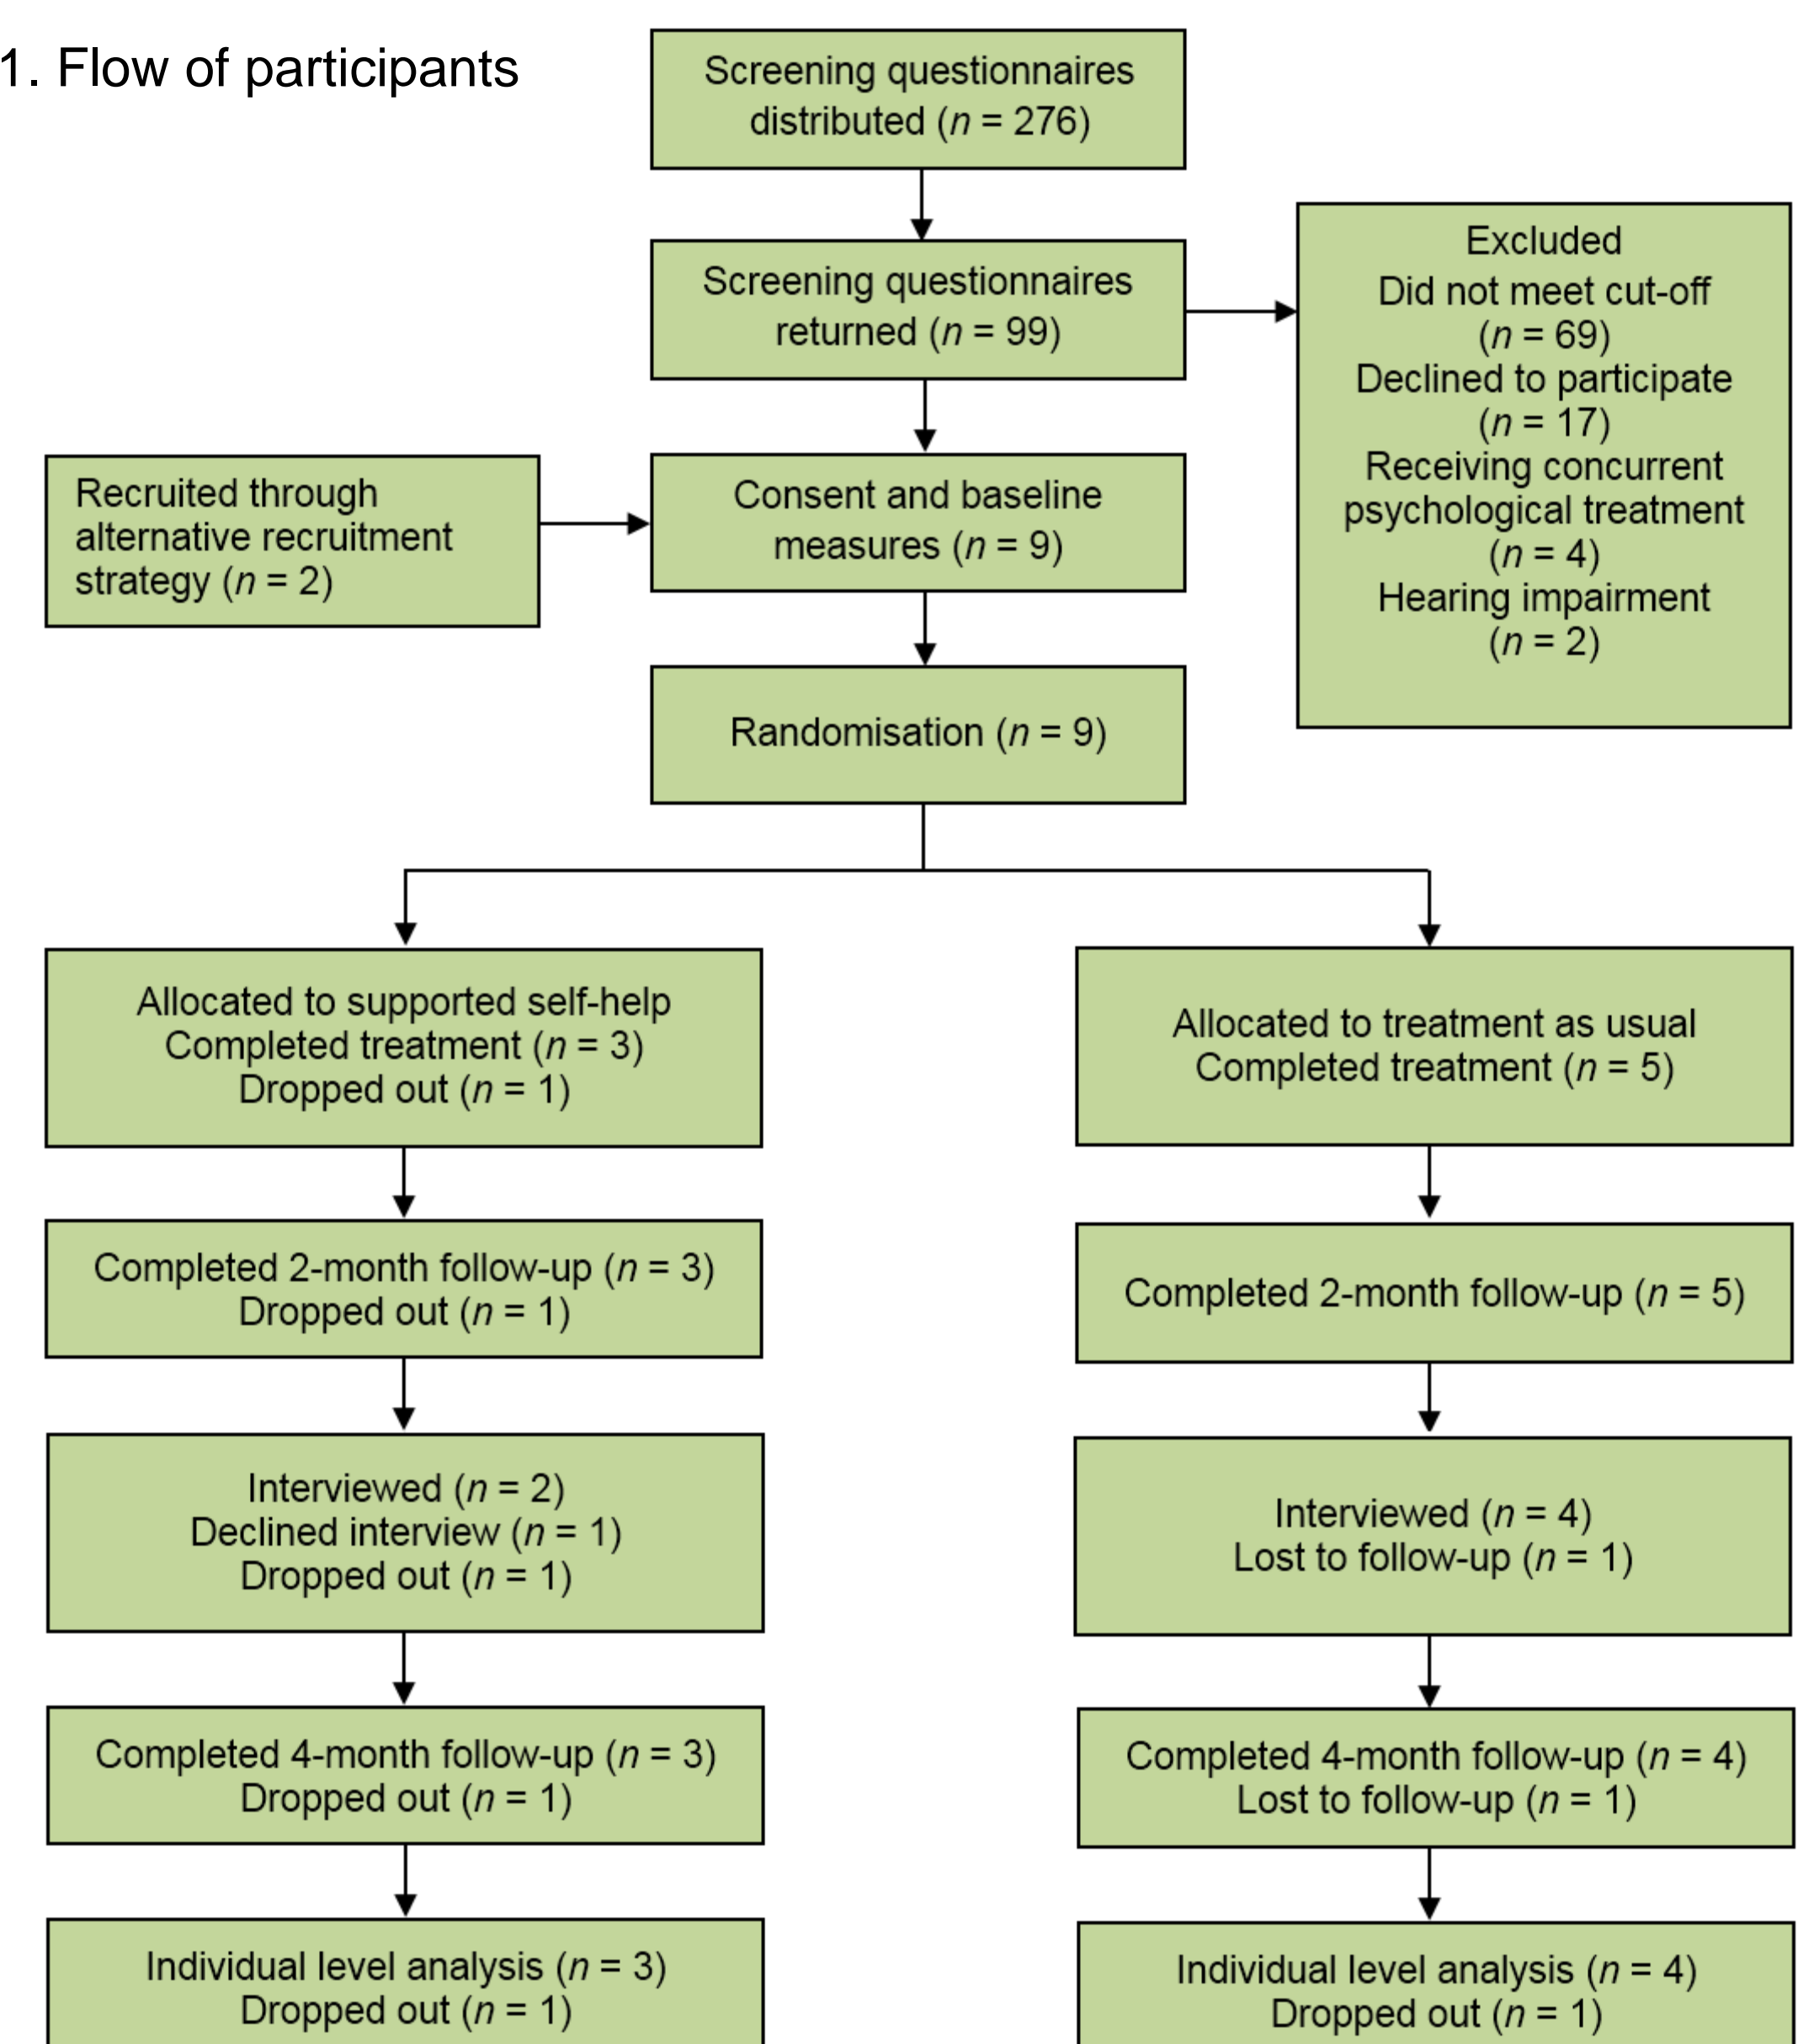 1. Flow of participants
Screening questionnaires
distributed (n = 276)
Screening questionnaires
returned (n = 99)
Excluded
Did not meet cut-off
(n = 69)
Declined to participate
(n = 17)
Receiving concurrent
psychological treatment
(n = 4)
Hearing impairment
(n = 2)
Recruited through
alternative recruitment
strategy (n = 2)
Consent and baseline
measures (n = 9)
Randomisation (n = 9)
Allocated to supported self-help
Completed treatment (n = 3)
Dropped out (n = 1)
Allocated to treatment as usual
Completed treatment (n = 5)
Completed 2-month follow-up (n = 3)
Dropped out (n = 1)
Completed 2-month follow-up (n = 5)
Interviewed (n = 2)
Declined interview (n = 1)
Dropped out (n = 1)
Interviewed (n = 4)
Lost to follow-up (n = 1)
Completed 4-month follow-up (n = 3)
Dropped out (n = 1)
Completed 4-month follow-up (n = 4)
Lost to follow-up (n = 1)
Individual level analysis (n = 3)
Dropped out (n = 1)
Individual level analysis (n = 4)
Dropped out (n = 1)